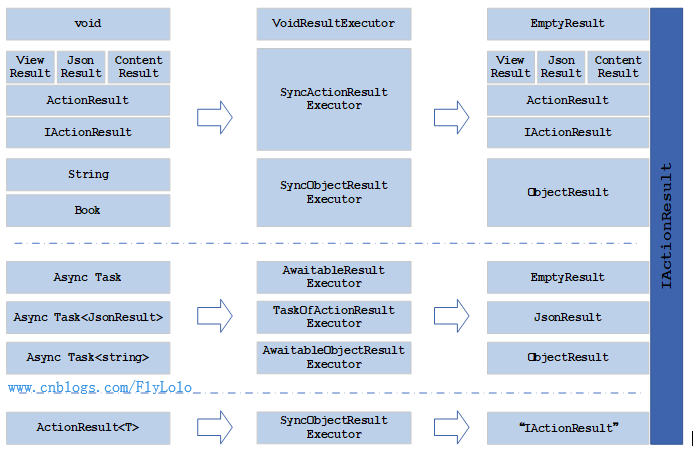 void
VoidResultExecutor
EmptyResult
View Result
Json Result
Content Result
SyncActionResult Executor
View Result
Json Result
Content Result
ActionResult
ActionResult
IActionResult
IActionResult
String
SyncObjectResult Executor
ObjectResult
Book
IActionResult
Async Task
AwaitableResult Executor
EmptyResult
Async Task<JsonResult>
TaskOfActionResult Executor
JsonResult
Async Task<string>
AwaitableObjectResult Executor
ObjectResult
www.cnblogs.com/FlyLolo
ActionResult<T>
SyncObjectResult Executor
“IActionResult”